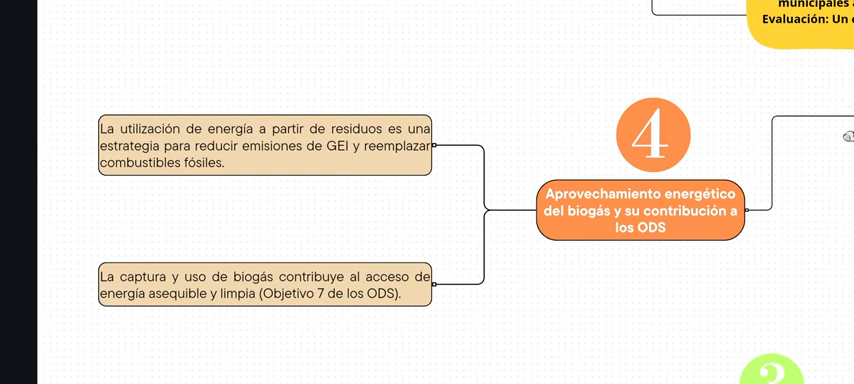 municipales
Evaluación: Un
4
La utilización de energía a partir de residuos es una
estrategia para reducir emisiones de GEI y reemplazar
combustibles fósiles.
Aprovechamiento energético
del biogás y su contribución a
los ODS
La captura y uso de biogás contribuye al acceso de
energía asequible y limpia (Objetivo 7 de los ODS).
3